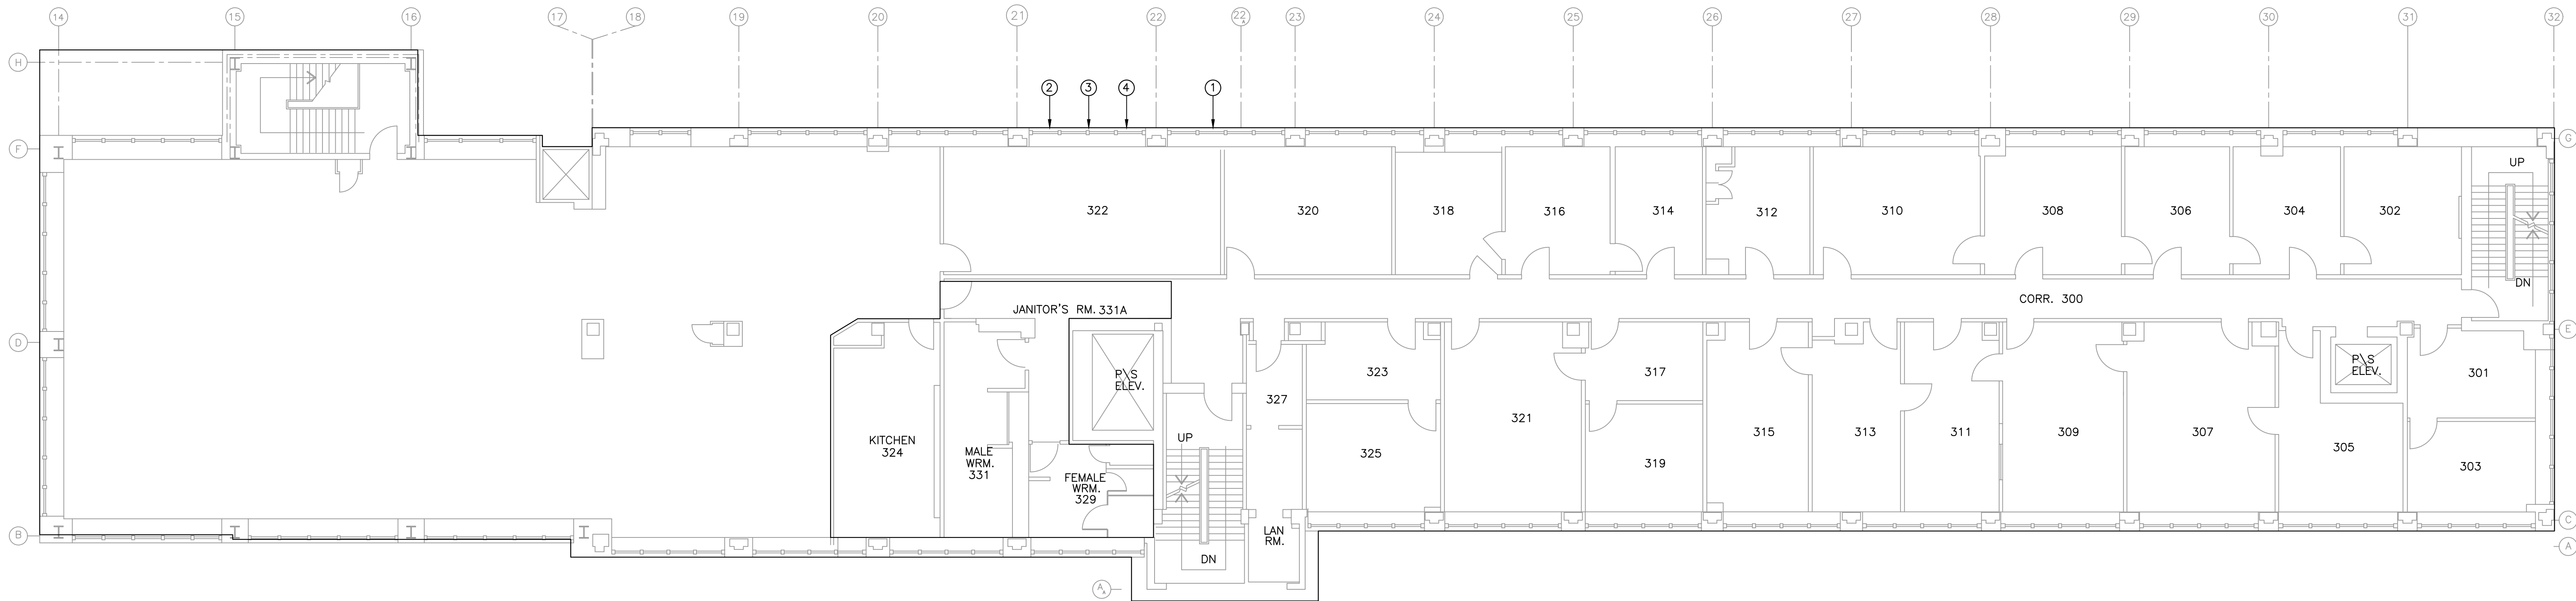 14 15 16 17 18 19 20 21 22 22A 23 24 25 26 27 28 29 30 31 32
H
2 3 4 1
F
G
UP
322 320 318 316 314 312 310 308 306 304 302
DN
CORR. 300
JANITOR'S RM. 331A
D
E
P\S
ELEV.
P\S
ELEV.
323 317 301
327
321
KITCHEN
324
UP
315 313 311 309 307 305
MALE
WRM.
331
325 319 303
FEMALE
WRM.
329
B
LAN
RM.
C
A
DN
AA